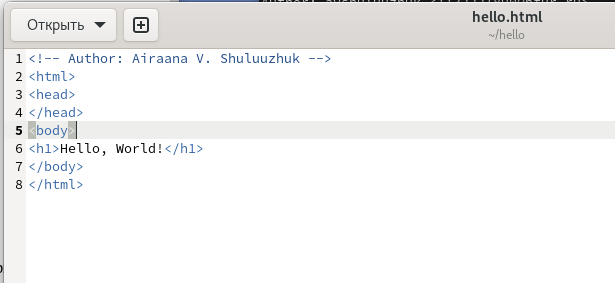 Открыть
hello.html
~/hello
1 <!-- Author: Airaana V. Shuluuzhuk -->
2 <html>
3 <head>
4 </head>
5 <body>
6 <h1>Hello, World!</h1>
7 </body>
8 </html>